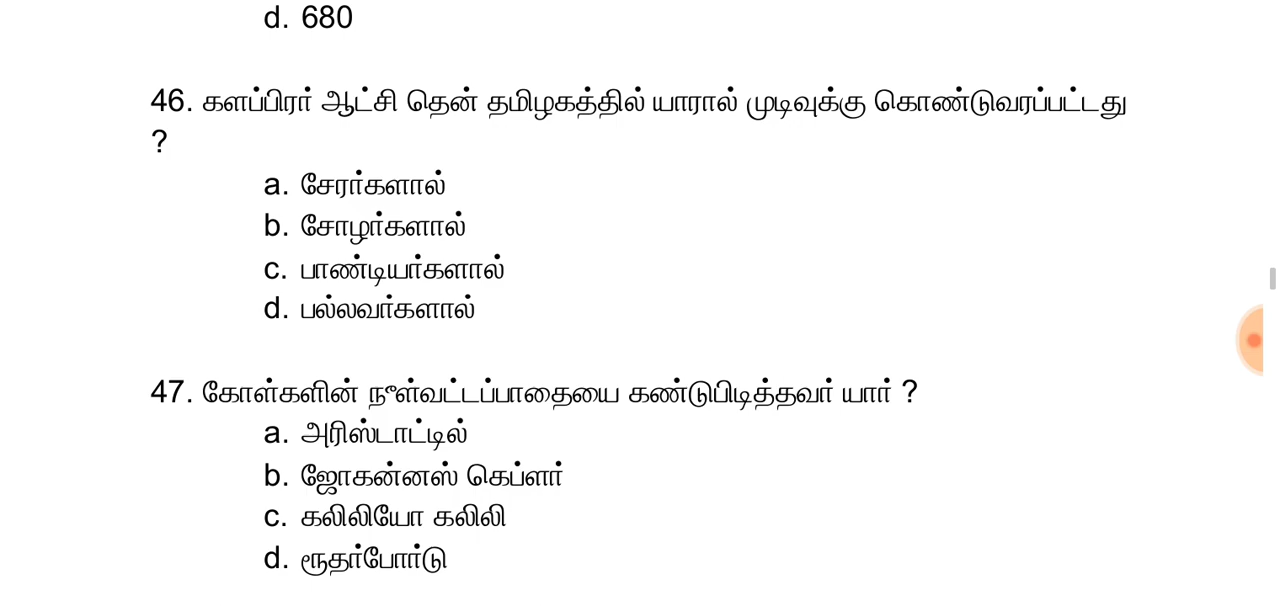 d. 680
46. களப்பிரர் ஆட்சி தென் தமிழகத்தில் யாரால் முடிவுக்கு கொண்டுவரப்பட்டது
?
a. சேரர்களால்
b. சோழர்களால்
c. பாண்டியர்களால்
d. பல்லவர்களால்
47. கோள்களின் நுள்வட்டப்பாதையை கண்டுபிடித்தவர் யார் ?
a. அரிஸ்டாட்டில்
b. ஜோகன்னஸ் கெப்ளர்
c. கலிலியோ கலிலி
d. ரூதர்போர்டு